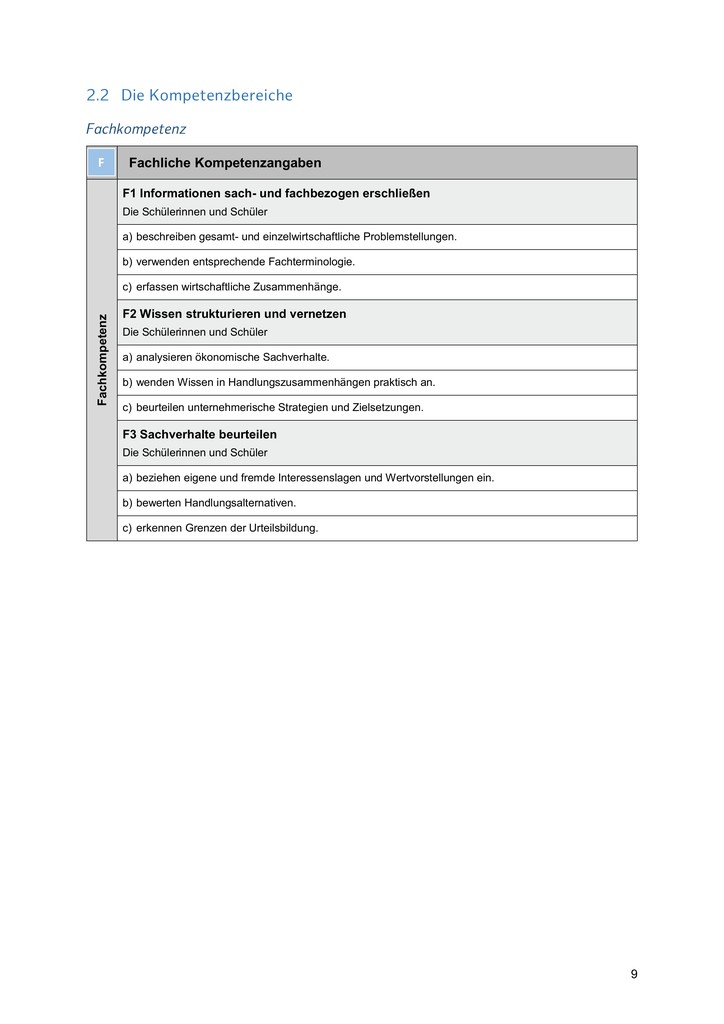 2.2 Die Kompetenzbereiche
Fachkompetenz
F Fachliche Kompetenzangaben
Fachkompetenz
F1 Informationen sach- und fachbezogen erschließen
Die Schülerinnen und Schüler
a) beschreiben gesamt- und einzelwirtschaftliche Problemstellungen.
b) verwenden entsprechende Fachterminologie.
c) erfassen wirtschaftliche Zusammenhänge.
F2 Wissen strukturieren und vernetzen
Die Schülerinnen und Schüler
a) analysieren ökonomische Sachverhalte.
b) wenden Wissen in Handlungszusammenhängen praktisch an.
c) beurteilen unternehmerische Strategien und Zielsetzungen.
F3 Sachverhalte beurteilen
Die Schülerinnen und Schüler
a) beziehen eigene und fremde Interessenslagen und Wertvorstellungen ein.
b) bewerten Handlungsalternativen.
c) erkennen Grenzen der Urteilsbildung.
9